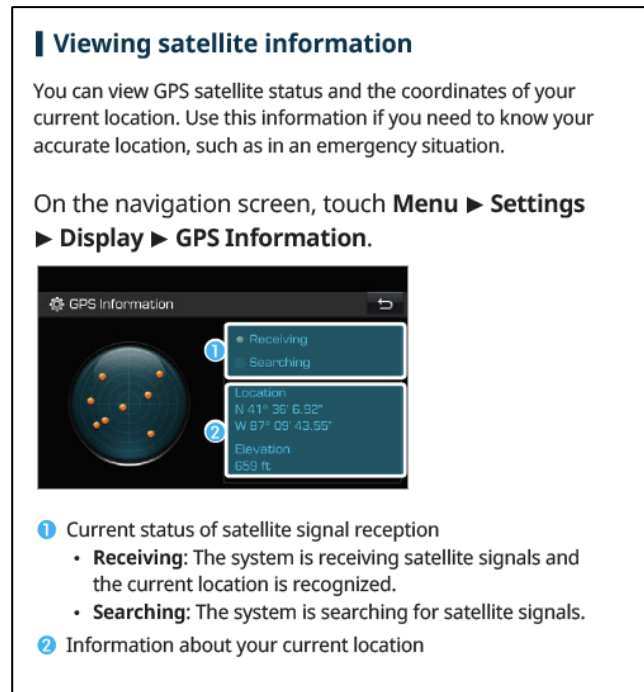 Viewing satellite information
You can view GPS satellite status and the coordinates of your
current location. Use this information if you need to know your
accurate location, such as in an emergency situation.
On the navigation screen, touch Menu ▶ Settings
▶ Display ▶ GPS Information.
GPS Information
1
Receiving
Searching
2
Location
N 41° 36' 6.92"
W 87° 09' 43.55"
Elevation
659 ft
1 Current status of satellite signal reception
• Receiving: The system is receiving satellite signals and
the current location is recognized.
• Searching: The system is searching for satellite signals.
2 Information about your current location